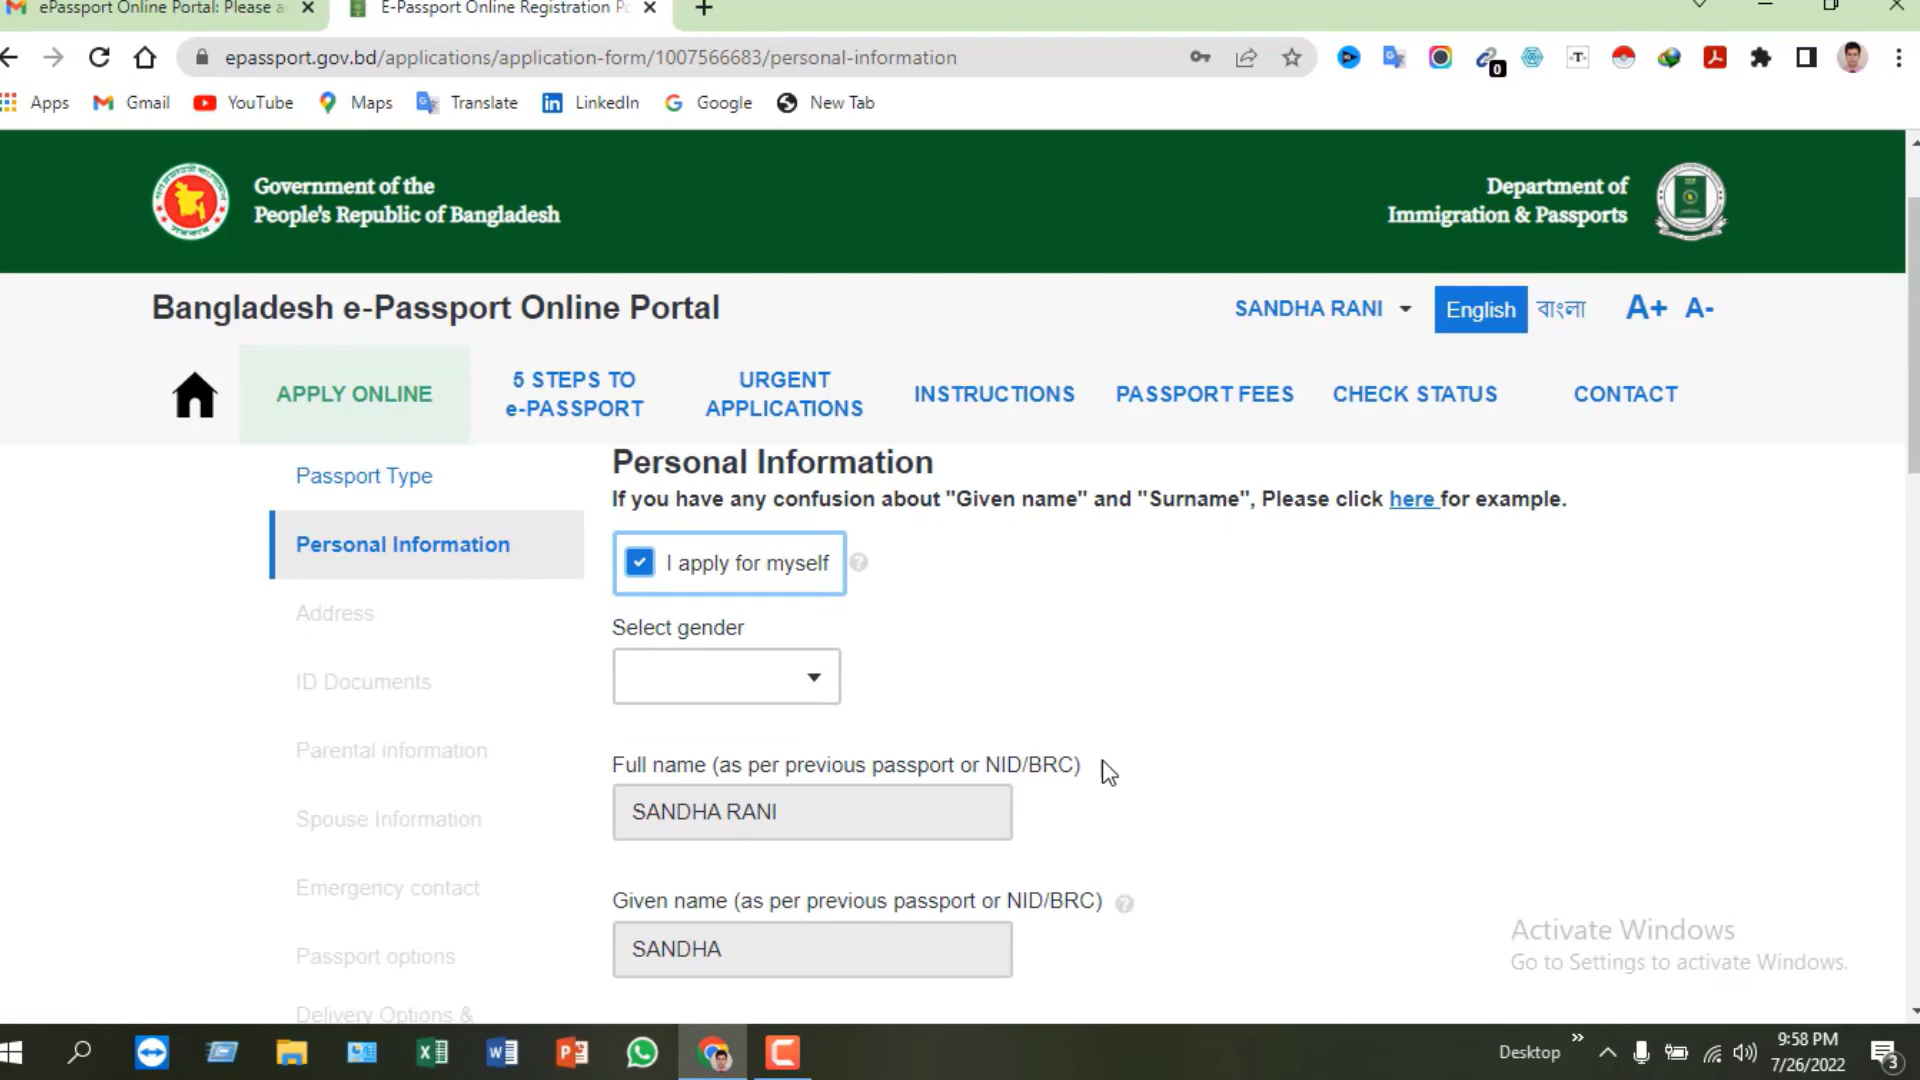 ePassport Online Portal: Please a
E-Passport Online Registration Po
epassport.gov.bd/applications/application-form/1007566683/personal-information
0
Apps
Gmail
YouTube
Maps
Translate
LinkedIn
Google
New Tab
Government of the
People's Republic of Bangladesh
Department of
Immigration & Passports
Bangladesh e-Passport Online Portal
SANDHA RANI
English
বাংলা
A+ A-
APPLY ONLINE
5 STEPS TO
e-PASSPORT
URGENT
APPLICATIONS
INSTRUCTIONS
PASSPORT FEES
CHECK STATUS
CONTACT
Passport Type
Personal Information
Address
ID Documents
Parental information
Spouse Information
Emergency contact
Passport options
Delivery Options &
Personal Information
If you have any confusion about "Given name" and "Surname", Please click here for example.
I apply for myself
?
Select gender
Full name (as per previous passport or NID/BRC)
SANDHA RANI
Given name (as per previous passport or NID/BRC)
?
SANDHA
Activate Windows
Go to Settings to activate Windows.
Desktop
9:58 PM
7/26/2022
3